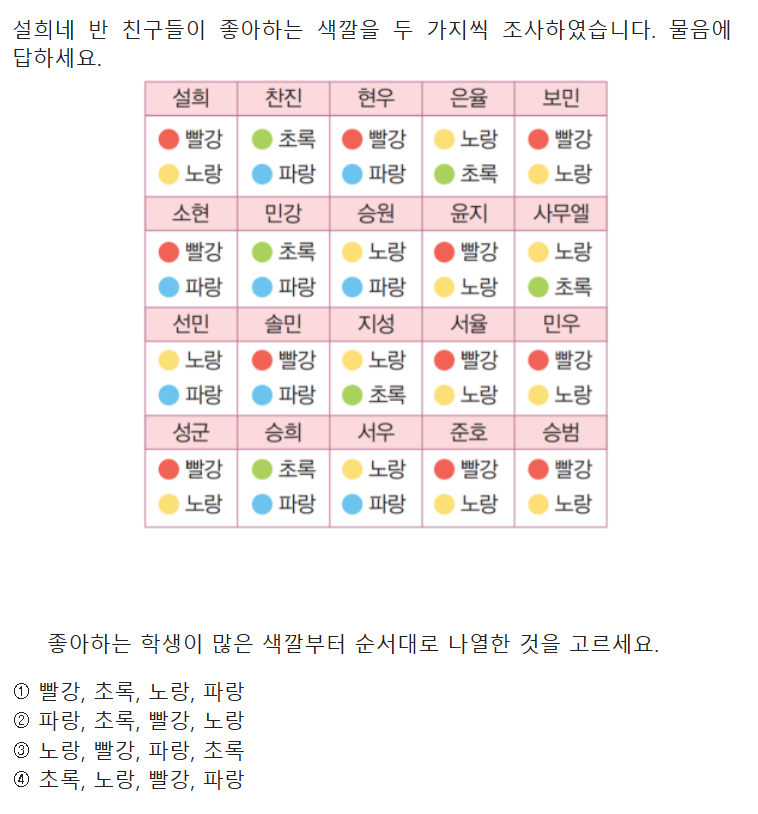 설희네 반 친구들이 좋아하는 색깔을 두 가지씩 조사하였습니다. 물음에
답하세요.
설희 찬진 현우 은율 보민
빨강 초록 빨강 노랑 빨강
노랑 파랑 파랑 초록 노랑
소현 민강 승원 윤지 사무엘
빨강 초록 노랑 빨강 노랑
파랑 파랑 파랑 노랑 초록
선민 솔민 지성 서율 민우
노랑 빨강 노랑 빨강 빨강
파랑 파랑 초록 노랑 노랑
성군 승희 서우 준호 승범
빨강 초록 노랑 빨강 빨강
노랑 파랑 파랑 노랑 노랑
좋아하는 학생이 많은 색깔부터 순서대로 나열한 것을 고르세요.
① 빨강, 초록, 노랑, 파랑
② 파랑, 초록, 빨강, 노랑
③ 노랑, 빨강, 파랑, 초록
④ 초록, 노랑, 빨강, 파랑